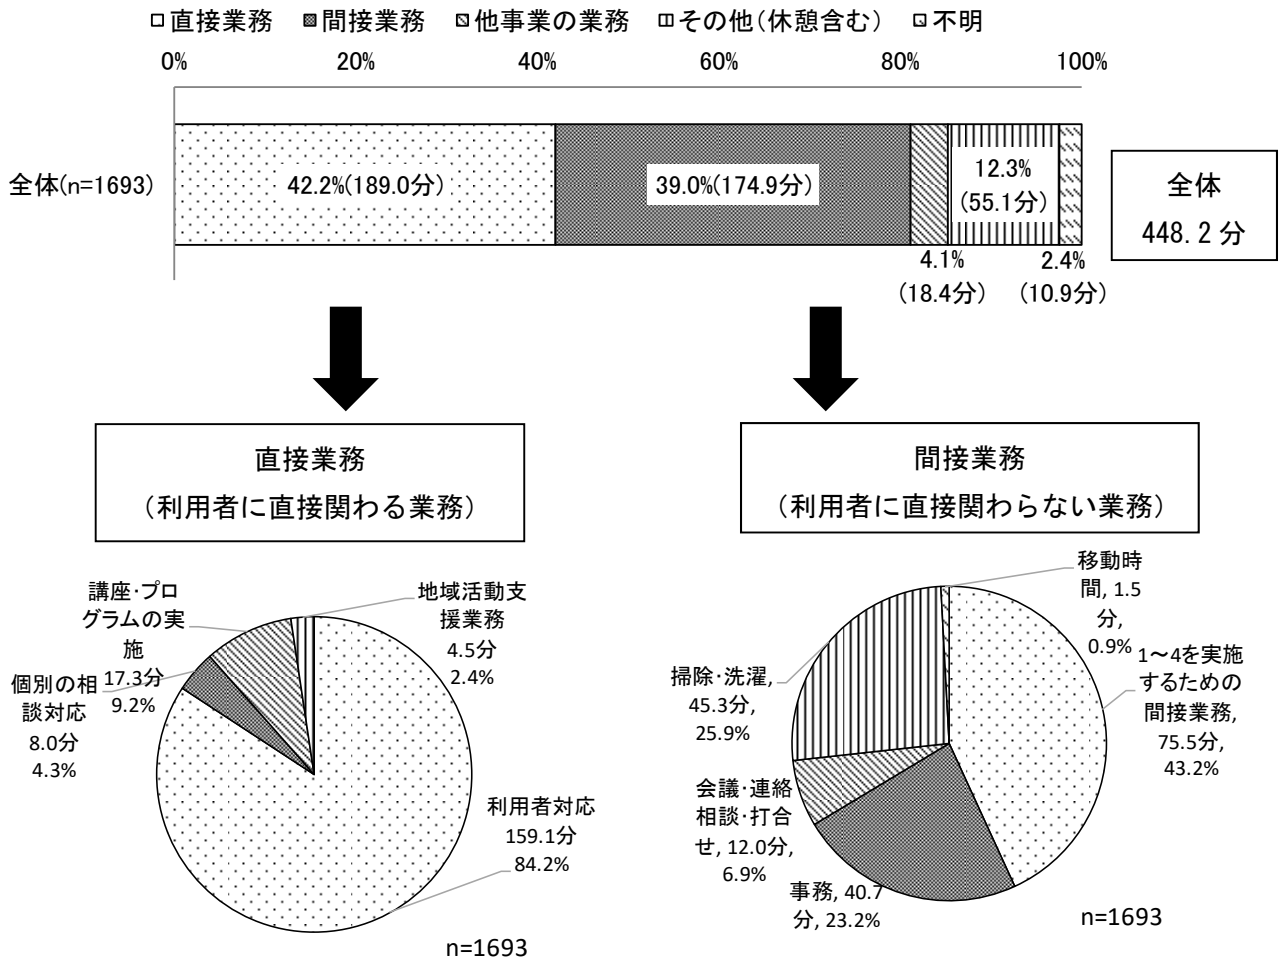 直接業務 間接業務 他事業の業務 その他(休憩含む) 不明
0% 20% 40% 60% 80% 100%
全体(n=1693)
42.2%(189.0分)
39.0%(174.9分)
12.3%
(55.1分)
4.1%
(18.4分)
2.4%
(10.9分)
全体
448.2分
直接業務
(利用者に直接関わる業務)
間接業務
(利用者に直接関わらない業務)
講座・プロ
グラムの実
施
17.3分
9.2%
地域活動支
援業務
4.5分
2.4%
個別の相
談対応
8.0分
4.3%
利用者対応
159.1分
84.2%
n=1693
移動時
間, 1.5
分,
0.9%
1～4を実施
するための
間接業務,
75.5分,
43.2%
掃除・洗濯,
45.3分,
25.9%
会議・連絡
相談・打合
せ, 12.0分,
6.9%
事務, 40.7
分, 23.2%
n=1693